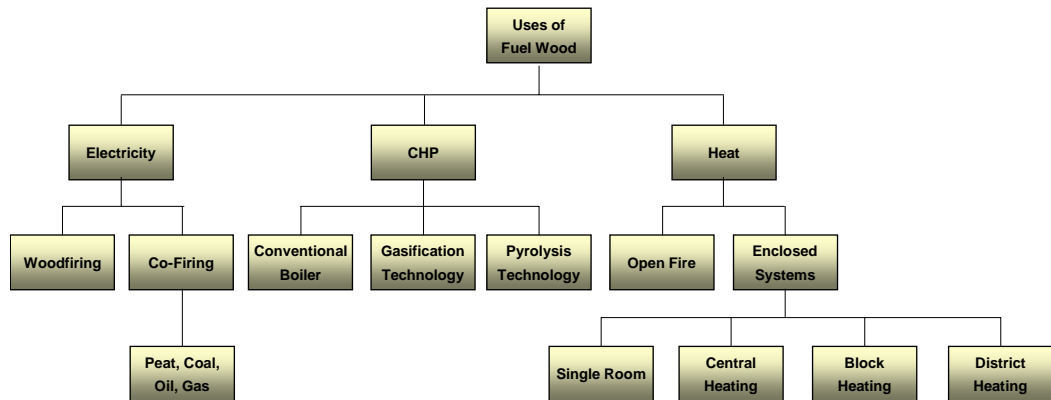 Uses of
Fuel Wood
Electricity
CHP
Heat
Woodfiring
Co-Firing
Conventional
Boiler
Gasification
Technology
Pyrolysis
Technology
Open Fire
Enclosed
Systems
Peat, Coal,
Oil, Gas
Single Room
Central
Heating
Block
Heating
District
Heating